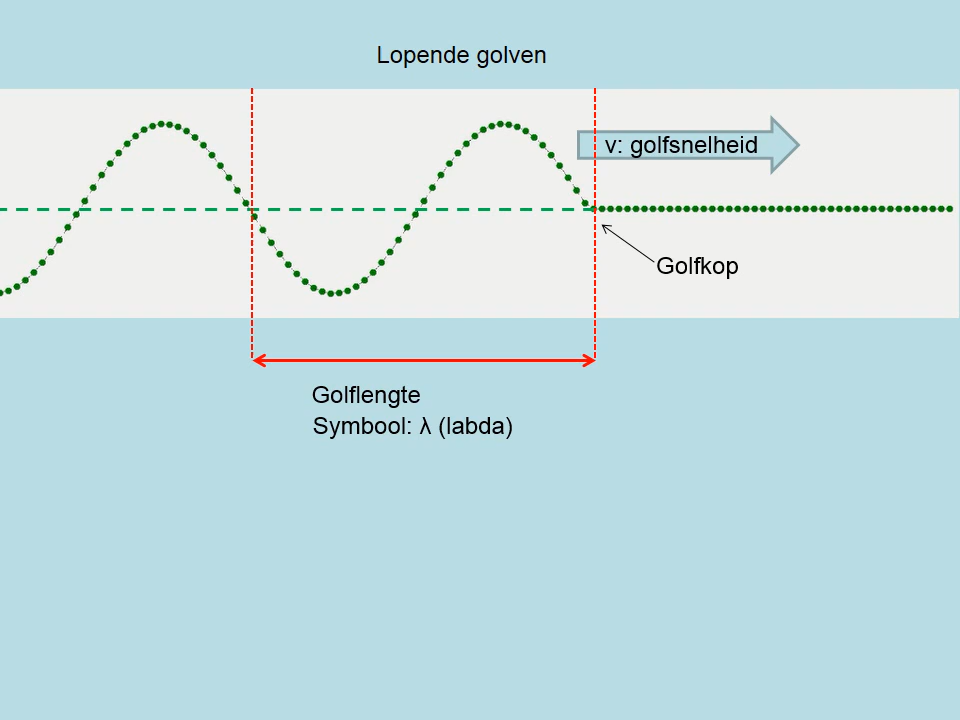 Lopende golven
v: golfsnelheid
Golfkop
Golflengte
Symbool: λ (labda)